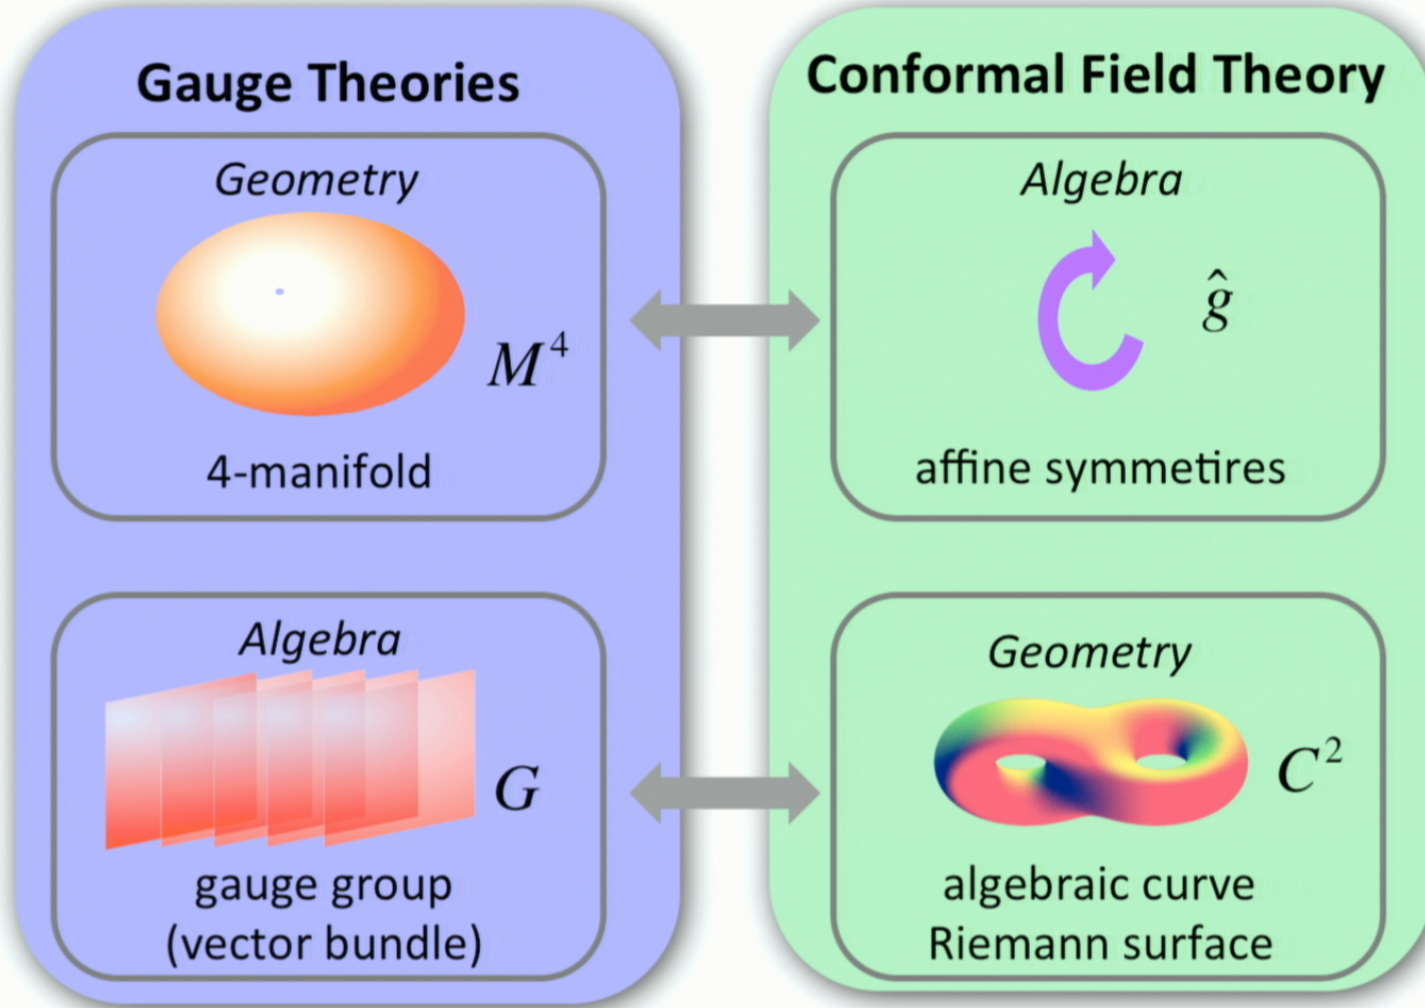 Gauge Theories
Geometry
M⁴
4-manifold
Algebra
G
gauge group
(vector bundle)
Conformal Field Theory
Algebra
ĝ
affine symmetires
Geometry
C²
algebraic curve
Riemann surface